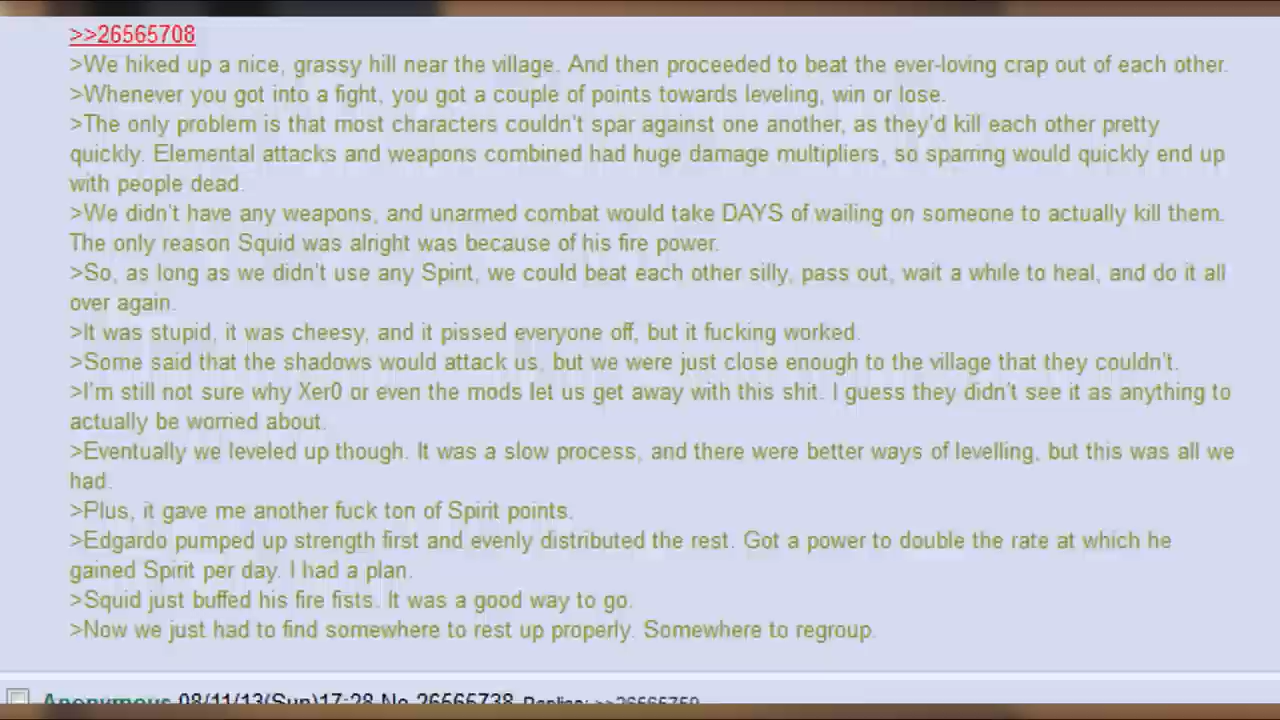 >>26565708
>We hiked up a nice, grassy hill near the village. And then proceeded to beat the ever-loving crap out of each other.
>Whenever you got into a fight, you got a couple of points towards leveling, win or lose.
>The only problem is that most characters couldn't spar against one another, as they'd kill each other pretty
quickly. Elemental attacks and weapons combined had huge damage multipliers, so sparring would quickly end up
with people dead.
>We didn't have any weapons, and unarmed combat would take DAYS of wailing on someone to actually kill them.
The only reason Squid was alright was because of his fire power.
>So, as long as we didn't use any Spirit, we could beat each other silly, pass out, wait a while to heal, and do it all
over again.
>It was stupid, it was cheesy, and it pissed everyone off, but it fucking worked.
>Some said that the shadows would attack us, but we were just close enough to the village that they couldn't.
>I'm still not sure why Xer0 or even the mods let us get away with this shit. I guess they didn't see it as anything to
actually be worried about.
>Eventually we leveled up though. It was a slow process, and there were better ways of levelling, but this was all we
had.
>Plus, it gave me another fuck ton of Spirit points.
>Edgardo pumped up strength first and evenly distributed the rest. Got a power to double the rate at which he
gained Spirit per day. I had a plan.
>Squid just buffed his fire fists. It was a good way to go.
>Now we just had to find somewhere to rest up properly. Somewhere to regroup.
Anonymous 08/11/13(Sun)17:28 No.26565738 Replies: >>26565759